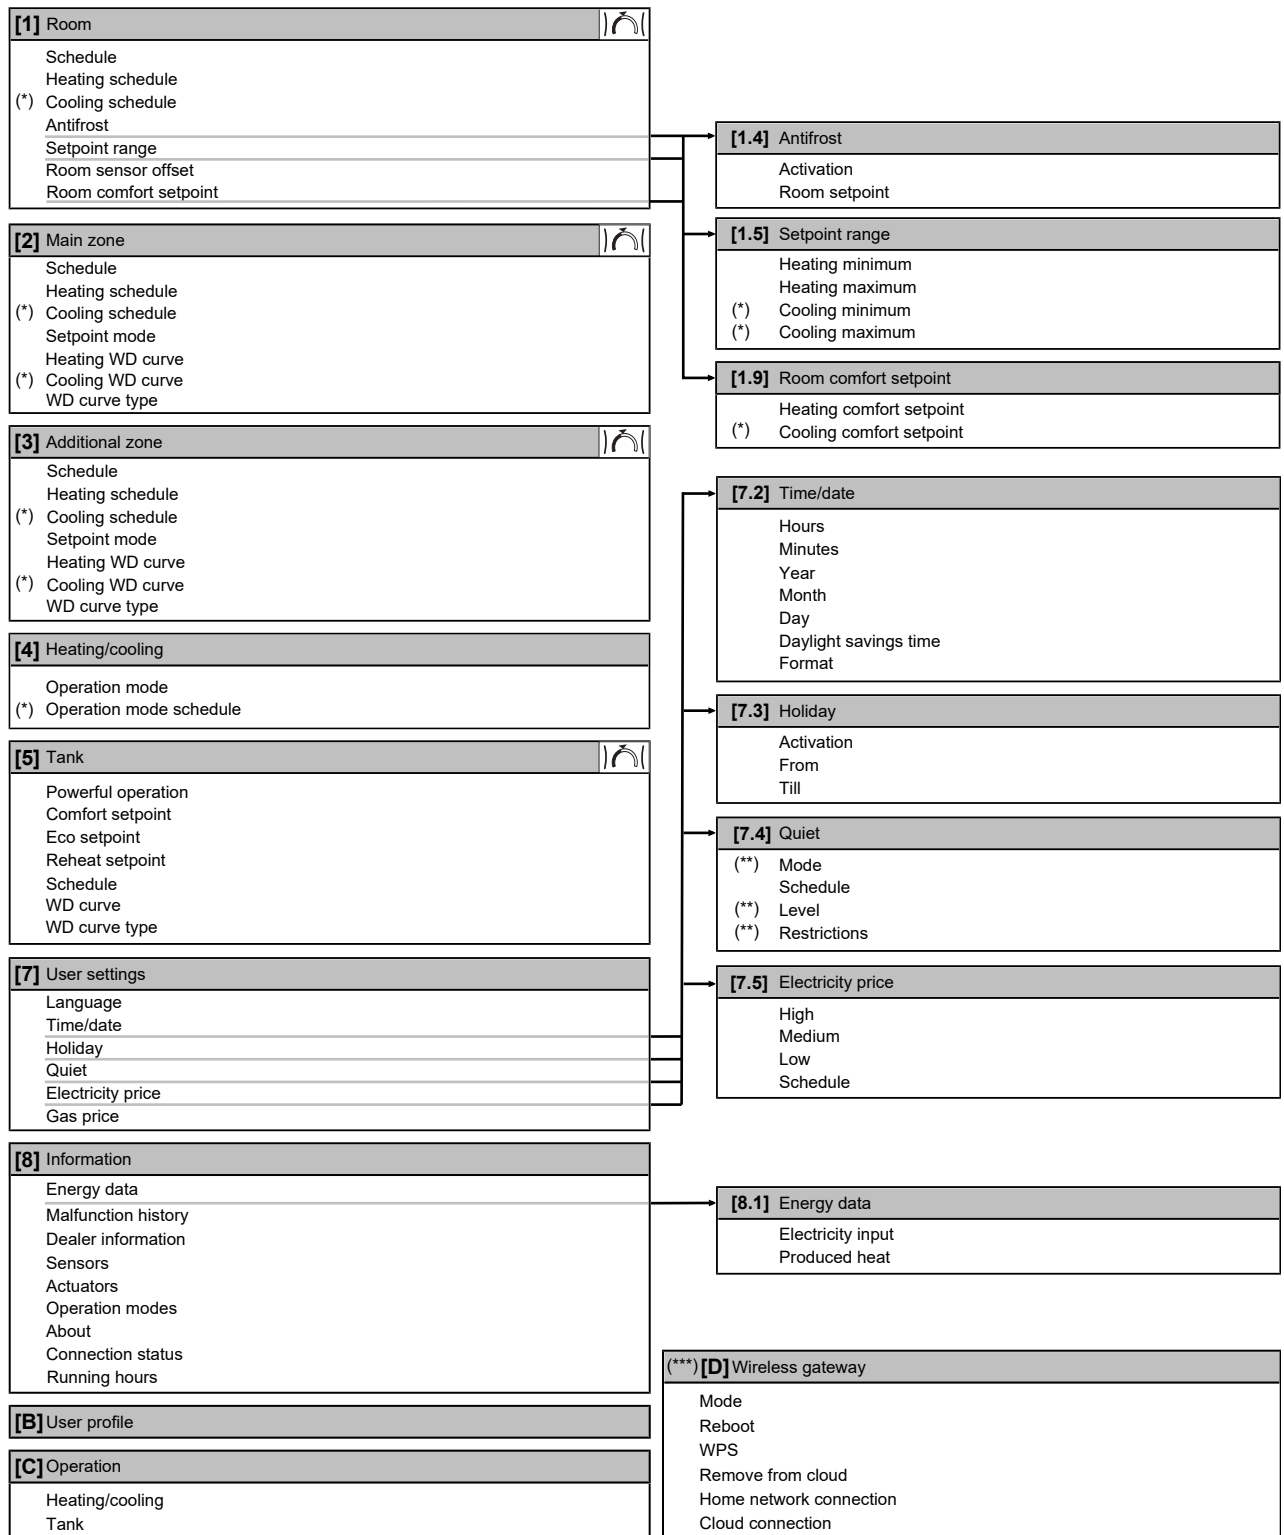 [1] Room
Schedule
Heating schedule
(*) Cooling schedule
Antifrost
Setpoint range
Room sensor offset
Room comfort setpoint
[2] Main zone
Schedule
Heating schedule
(*) Cooling schedule
Setpoint mode
Heating WD curve
(*) Cooling WD curve
WD curve type
[3] Additional zone
Schedule
Heating schedule
(*) Cooling schedule
Setpoint mode
Heating WD curve
(*) Cooling WD curve
WD curve type
[4] Heating/cooling
Operation mode
(*) Operation mode schedule
[5] Tank
Powerful operation
Comfort setpoint
Eco setpoint
Reheat setpoint
Schedule
WD curve
WD curve type
[7] User settings
Language
Time/date
Holiday
Quiet
Electricity price
Gas price
[8] Information
Energy data
Malfunction history
Dealer information
Sensors
Actuators
Operation modes
About
Connection status
Running hours
[B] User profile
[C] Operation
Heating/cooling
Tank
[1.4] Antifrost
Activation
Room setpoint
[1.5] Setpoint range
Heating minimum
Heating maximum
(*) Cooling minimum
(*) Cooling maximum
[1.9] Room comfort setpoint
Heating comfort setpoint
(*) Cooling comfort setpoint
[7.2] Time/date
Hours
Minutes
Year
Month
Day
Daylight savings time
Format
[7.3] Holiday
Activation
From
Till
[7.4] Quiet
(**) Mode
Schedule
(**) Level
(**) Restrictions
[7.5] Electricity price
High
Medium
Low
Schedule
[8.1] Energy data
Electricity input
Produced heat
(***) [D] Wireless gateway
Mode
Reboot
WPS
Remove from cloud
Home network connection
Cloud connection